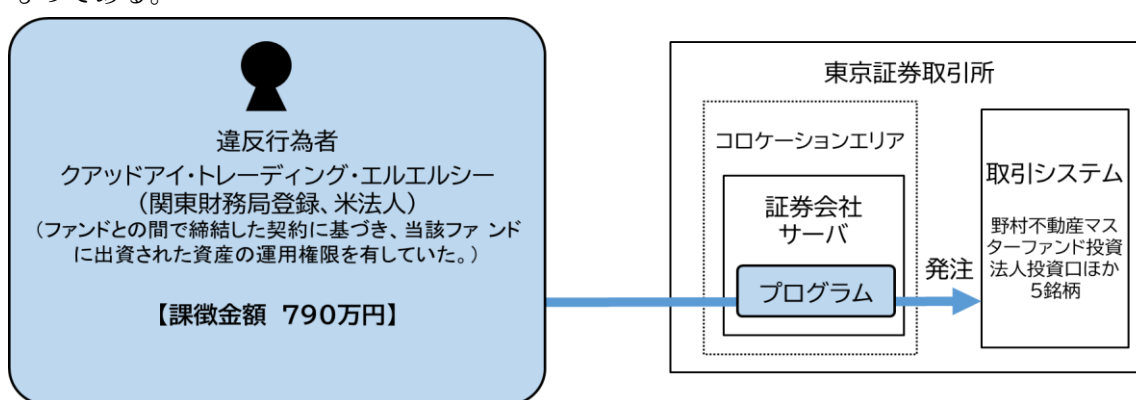 違反行為者
クアッドアイ・トレーディング・エルエルシー
(関東財務局登録、米法人)
(ファンドとの間で締結した契約に基づき、当該ファ ンド
に出資された資産の運用権限を有していた。)
【課徴金額 790万円】
東京証券取引所
コロケーションエリア
証券会社
サーバ
プログラム
発注
取引システム
野村不動産マス
ターファンド投資
法人投資口ほか
5銘柄